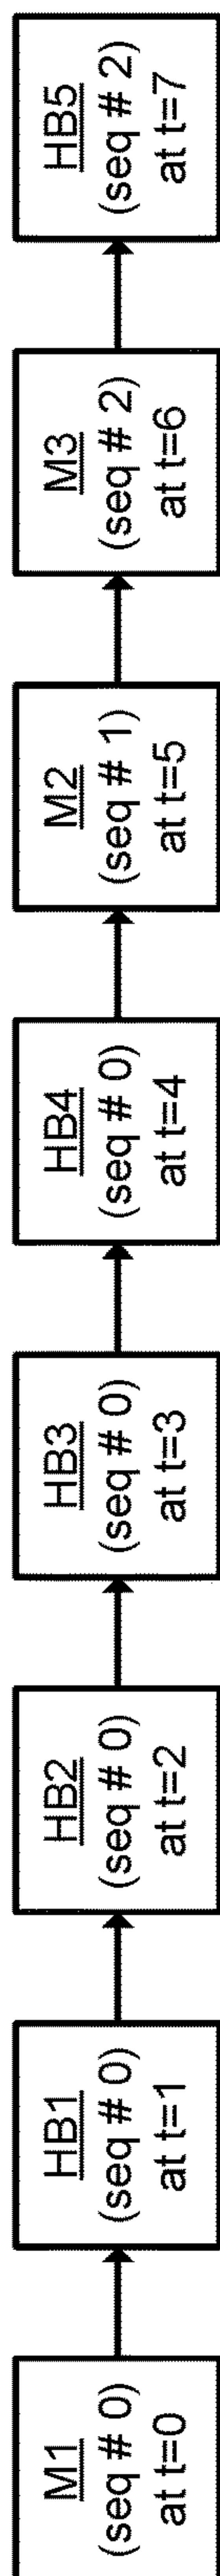 M1
(seq # 0)
at t=0
HB1
(seq # 0)
at t=1
HB2
(seq # 0)
at t=2
HB3
(seq # 0)
at t=3
HB4
(seq # 0)
at t=4
M2
(seq # 1)
at t=5
M3
(seq # 2)
at t=6
HB5
(seq # 2)
at t=7